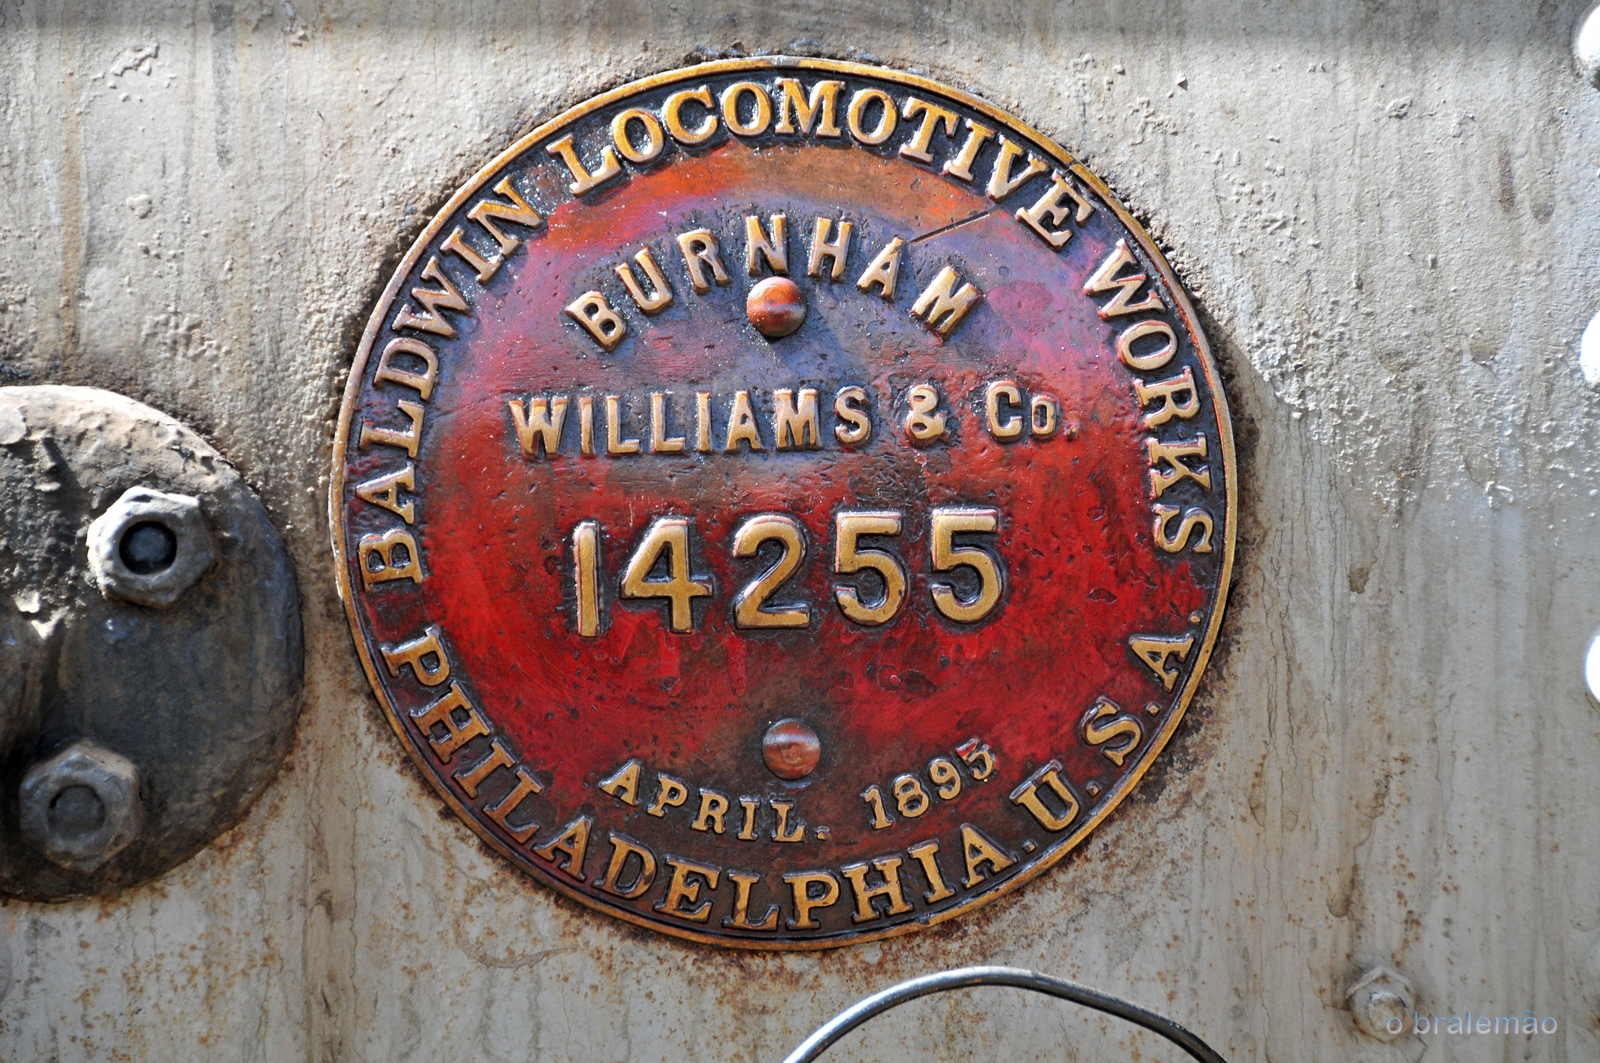 BALDWIN LOCOMOTIVE WORKS
BURNHAM
WILLIAMS & Co.
14255
APRIL. 1895
PHILADELPHIA. U.S.A.
o bralemão